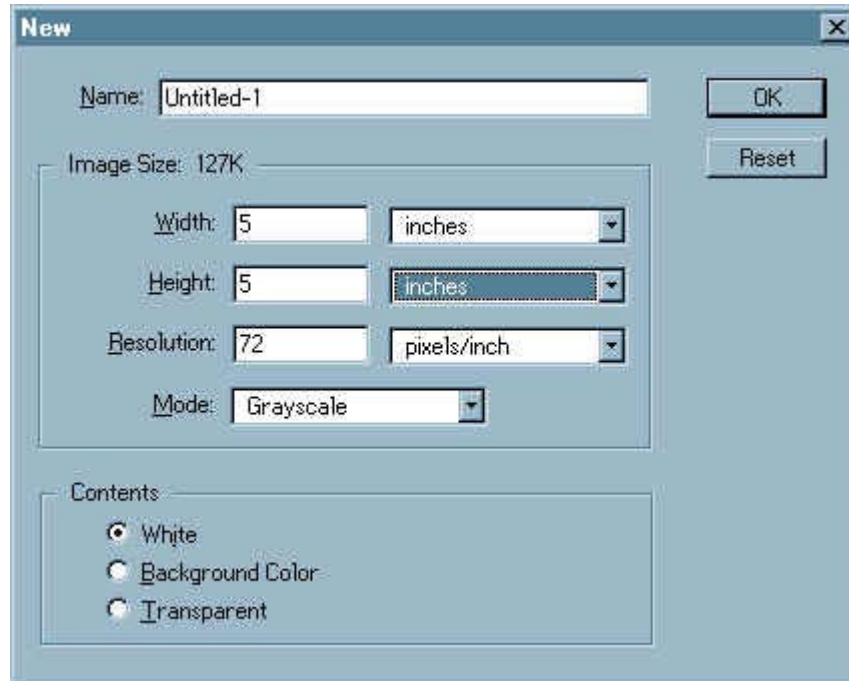 New
Name: Untitled-1
OK
Image Size: 127K
Reset
Width: 5 inches
Height: 5 inches
Resolution: 72 pixels/inch
Mode: Grayscale
Contents
White
Background Color
Transparent